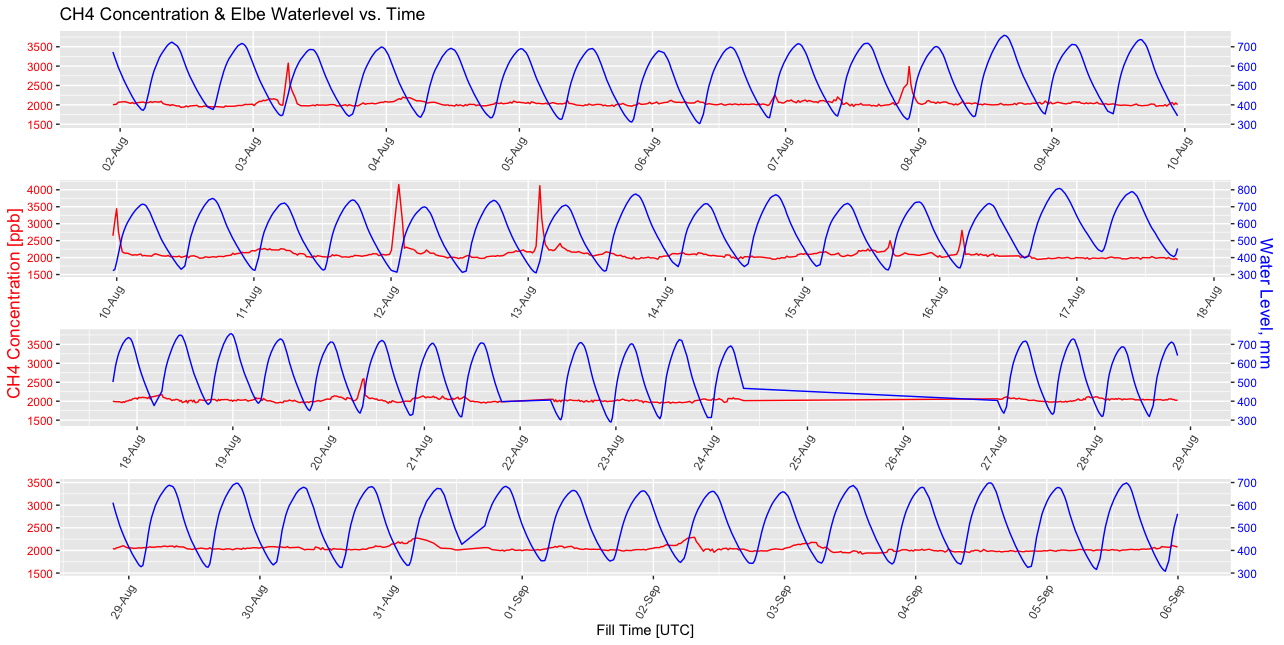 CH4 Concentration & Elbe Waterlevel vs. Time
3500
3000
2500
2000
1500
700
600
500
400
300
02-Aug
03-Aug
04-Aug
05-Aug
06-Aug
07-Aug
08-Aug
09-Aug
10-Aug
4000
3500
3000
2500
2000
1500
800
700
600
500
400
300
10-Aug
11-Aug
12-Aug
13-Aug
14-Aug
15-Aug
16-Aug
17-Aug
18-Aug
CH4 Concentration [ppb]
Water Level, mm
3500
3000
2500
2000
1500
700
600
500
400
300
18-Aug
19-Aug
20-Aug
21-Aug
22-Aug
23-Aug
24-Aug
25-Aug
26-Aug
27-Aug
28-Aug
29-Aug
3500
3000
2500
2000
1500
700
600
500
400
300
29-Aug
30-Aug
31-Aug
01-Sep
02-Sep
03-Sep
04-Sep
05-Sep
06-Sep
Fill Time [UTC]